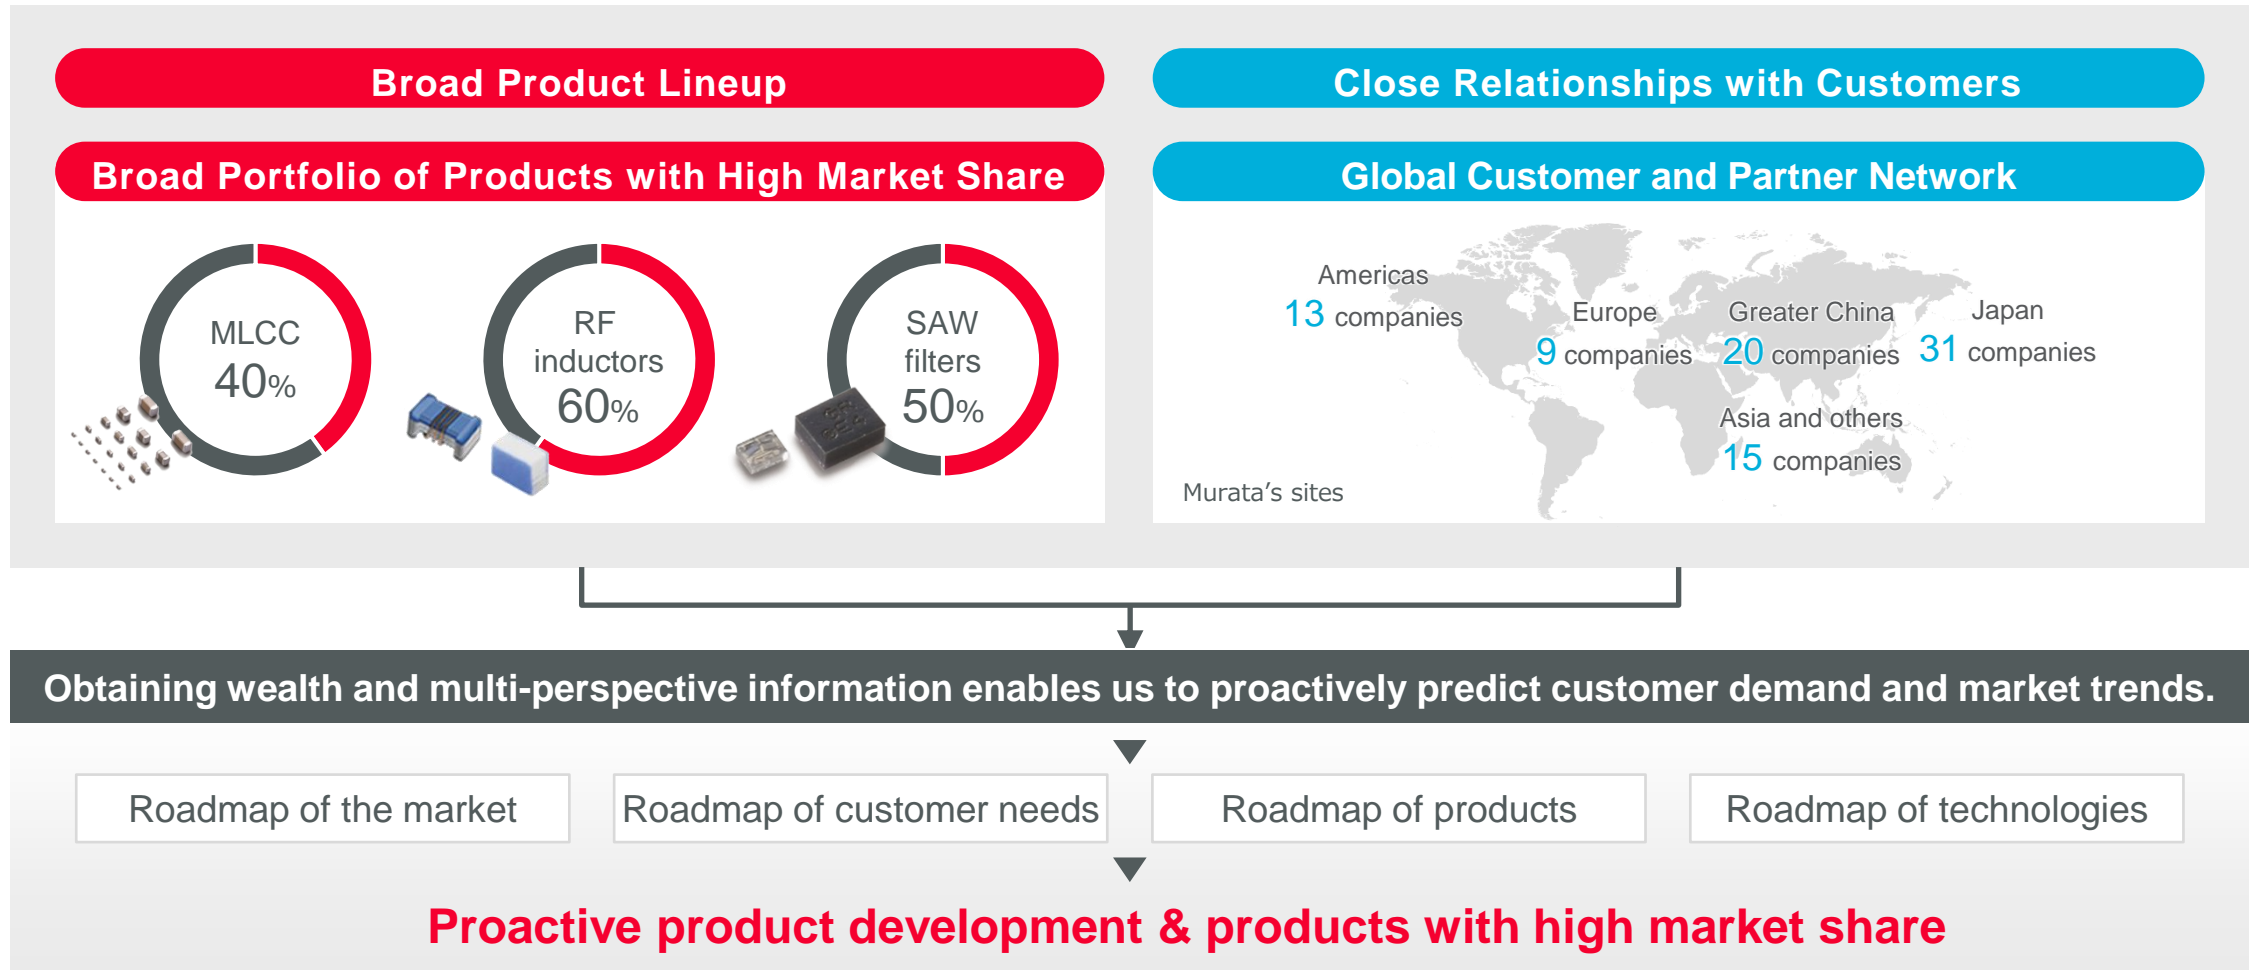 Broad Product Lineup
Broad Portfolio of Products with High Market Share
MLCC
40%
RF
inductors
60%
SAW
filters
50%
Close Relationships with Customers
Global Customer and Partner Network
Americas
13 companies
Europe
9 companies
Greater China
20 companies
Japan
31 companies
Asia and others
15 companies
Murata’s sites
Obtaining wealth and multi-perspective information enables us to proactively predict customer demand and market trends.
Roadmap of the market
Roadmap of customer needs
Roadmap of products
Roadmap of technologies
Proactive product development & products with high market share